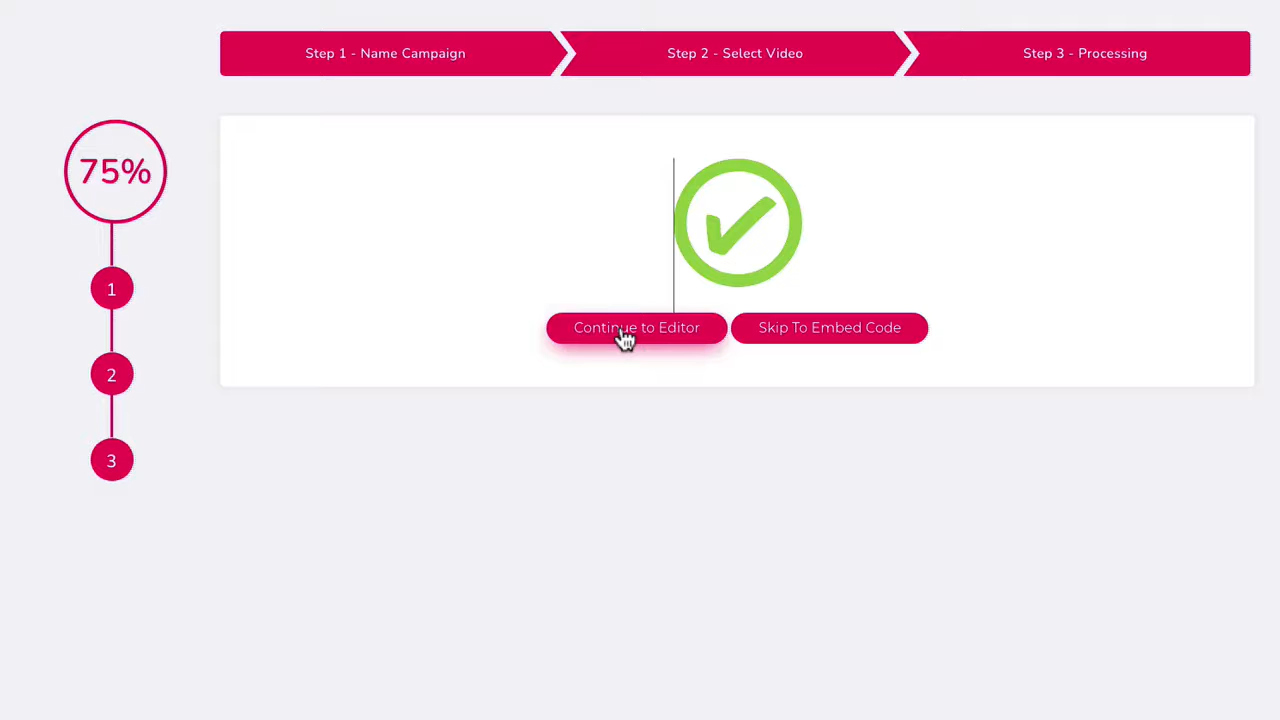 Step 1 - Name Campaign
Step 2 - Select Video
Step 3 - Processing
75%
1
2
3
Continue to Editor
Skip To Embed Code